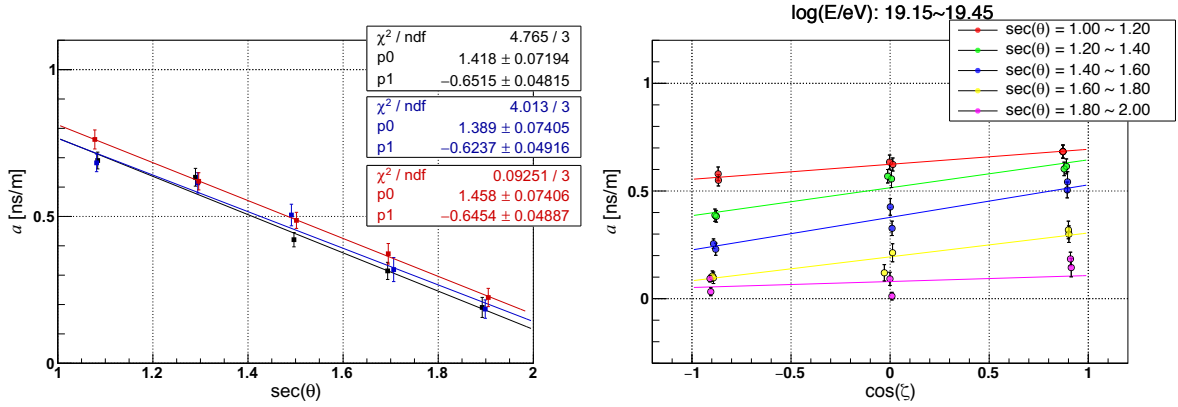 χ² / ndf 4.765 / 3
p0 1.418 ± 0.07194
p1 −0.6515 ± 0.04815
χ² / ndf 4.013 / 3
p0 1.389 ± 0.07405
p1 −0.6237 ± 0.04916
χ² / ndf 0.09251 / 3
p0 1.458 ± 0.07406
p1 −0.6454 ± 0.04887
a [ns/m]
1
0.5
0
1 1.2 1.4 1.6 1.8 2
sec(θ)
log(E/eV): 19.15~19.45
sec(θ) = 1.00 ~ 1.20
sec(θ) = 1.20 ~ 1.40
sec(θ) = 1.40 ~ 1.60
sec(θ) = 1.60 ~ 1.80
sec(θ) = 1.80 ~ 2.00
a [ns/m]
1
0.5
0
−1 −0.5 0 0.5 1
cos(ζ)